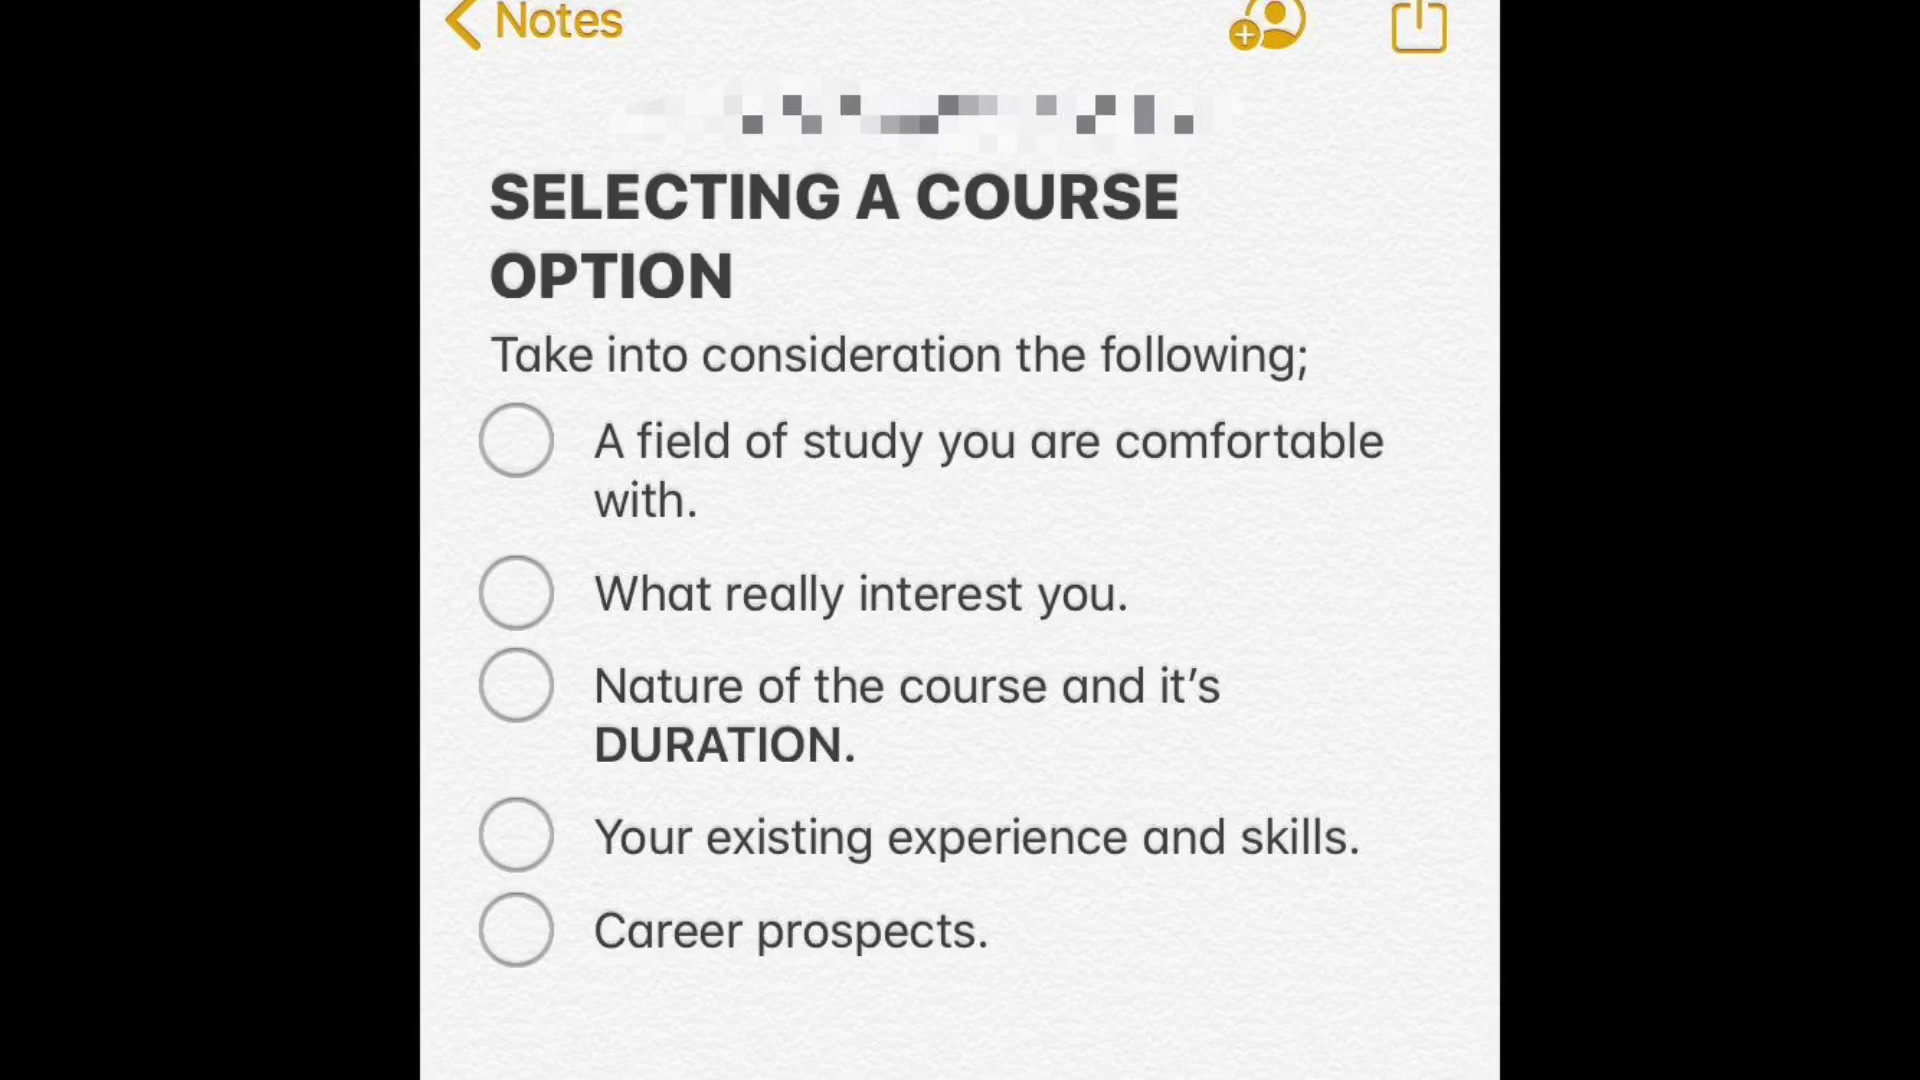 Notes
SELECTING A COURSE
OPTION
Take into consideration the following;
A field of study you are comfortable
with.
What really interest you.
Nature of the course and it’s
DURATION.
Your existing experience and skills.
Career prospects.